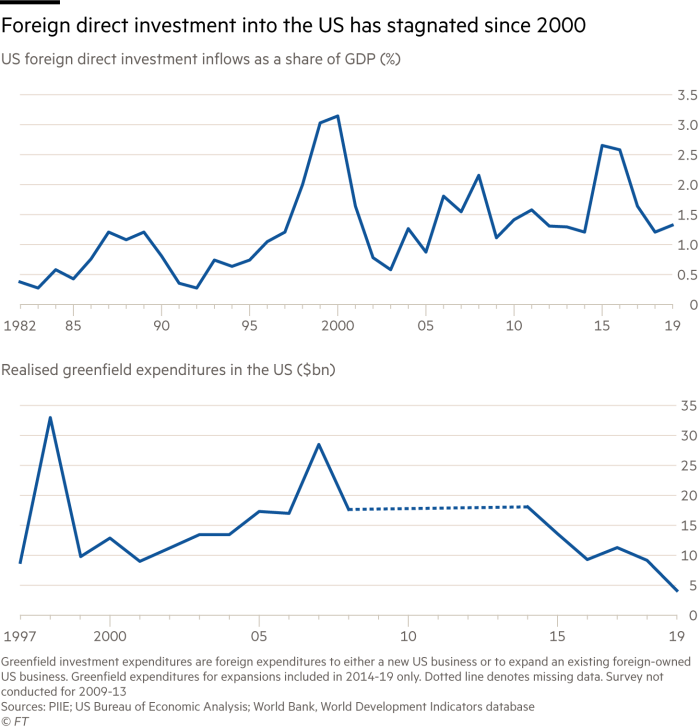 Foreign direct investment into the US has stagnated since 2000
US foreign direct investment inflows as a share of GDP (%)
3.5
3.0
2.5
2.0
1.5
1.0
0.5
0
1982 85 90 95 2000 05 10 15 19
Realised greenfield expenditures in the US ($bn)
35
30
25
20
15
10
5
0
1997 2000 05 10 15 19
Greenfield investment expenditures are foreign expenditures to either a new US business or to expand an existing foreign-owned
US business. Greenfield expenditures for expansions included in 2014-19 only. Dotted line denotes missing data. Survey not
conducted for 2009-13
Sources: PIIE; US Bureau of Economic Analysis; World Bank, World Development Indicators database
© FT